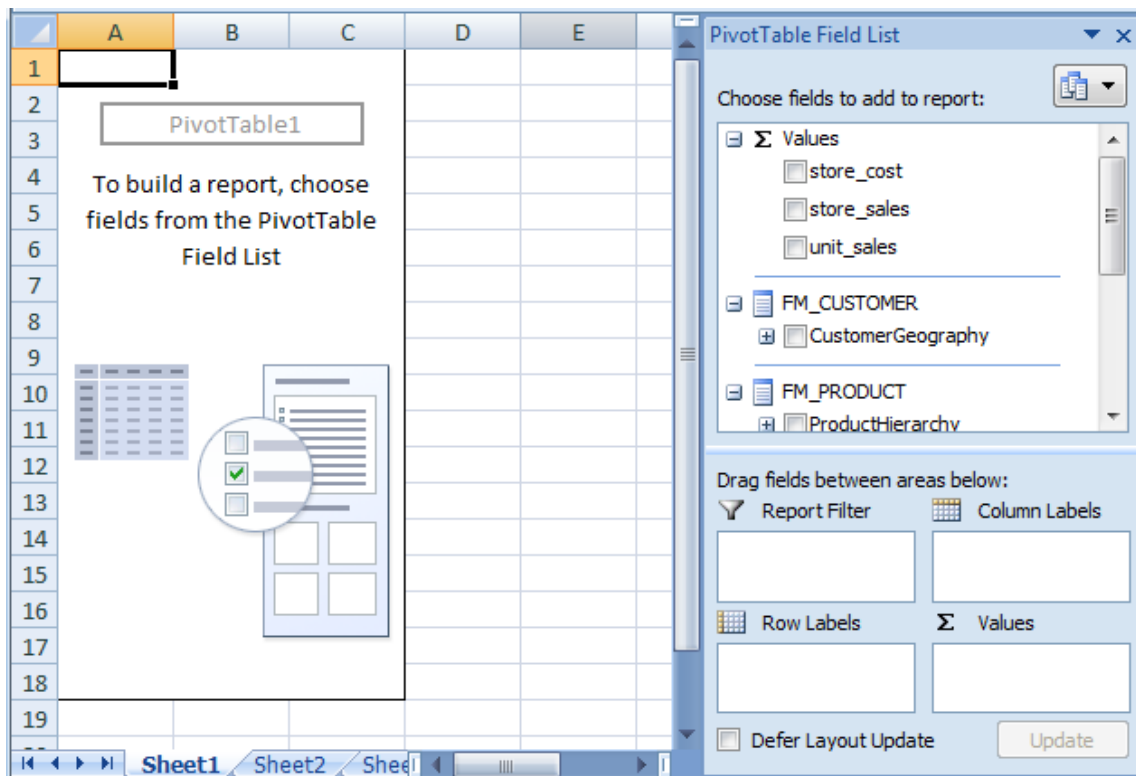 A B C D E
1
2
3
4
5
6
7
8
9
10
11
12
13
14
15
16
17
18
19
PivotTable1
To build a report, choose
fields from the PivotTable
Field List
Sheet1 Sheet2 Shee
PivotTable Field List
Choose fields to add to report:
Σ Values
store_cost
store_sales
unit_sales
FM_CUSTOMER
CustomerGeography
FM_PRODUCT
ProductHierarchy
Drag fields between areas below:
Report Filter Column Labels
Row Labels Σ Values
Defer Layout Update Update